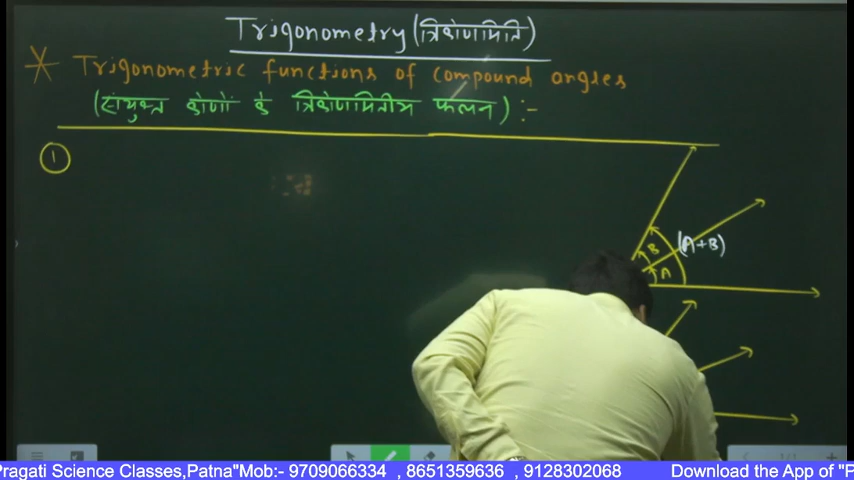 Trigonometry (त्रिकोणमिति)
* Trigonometric functions of compound angles
(संयुक्त कोणों के त्रिकोणमितीय फलन) :-
1
B
(A+B)
A
Pragati Science Classes,Patna"Mob:- 9709066334 , 8651359636 , 9128302068 Download the App of "P